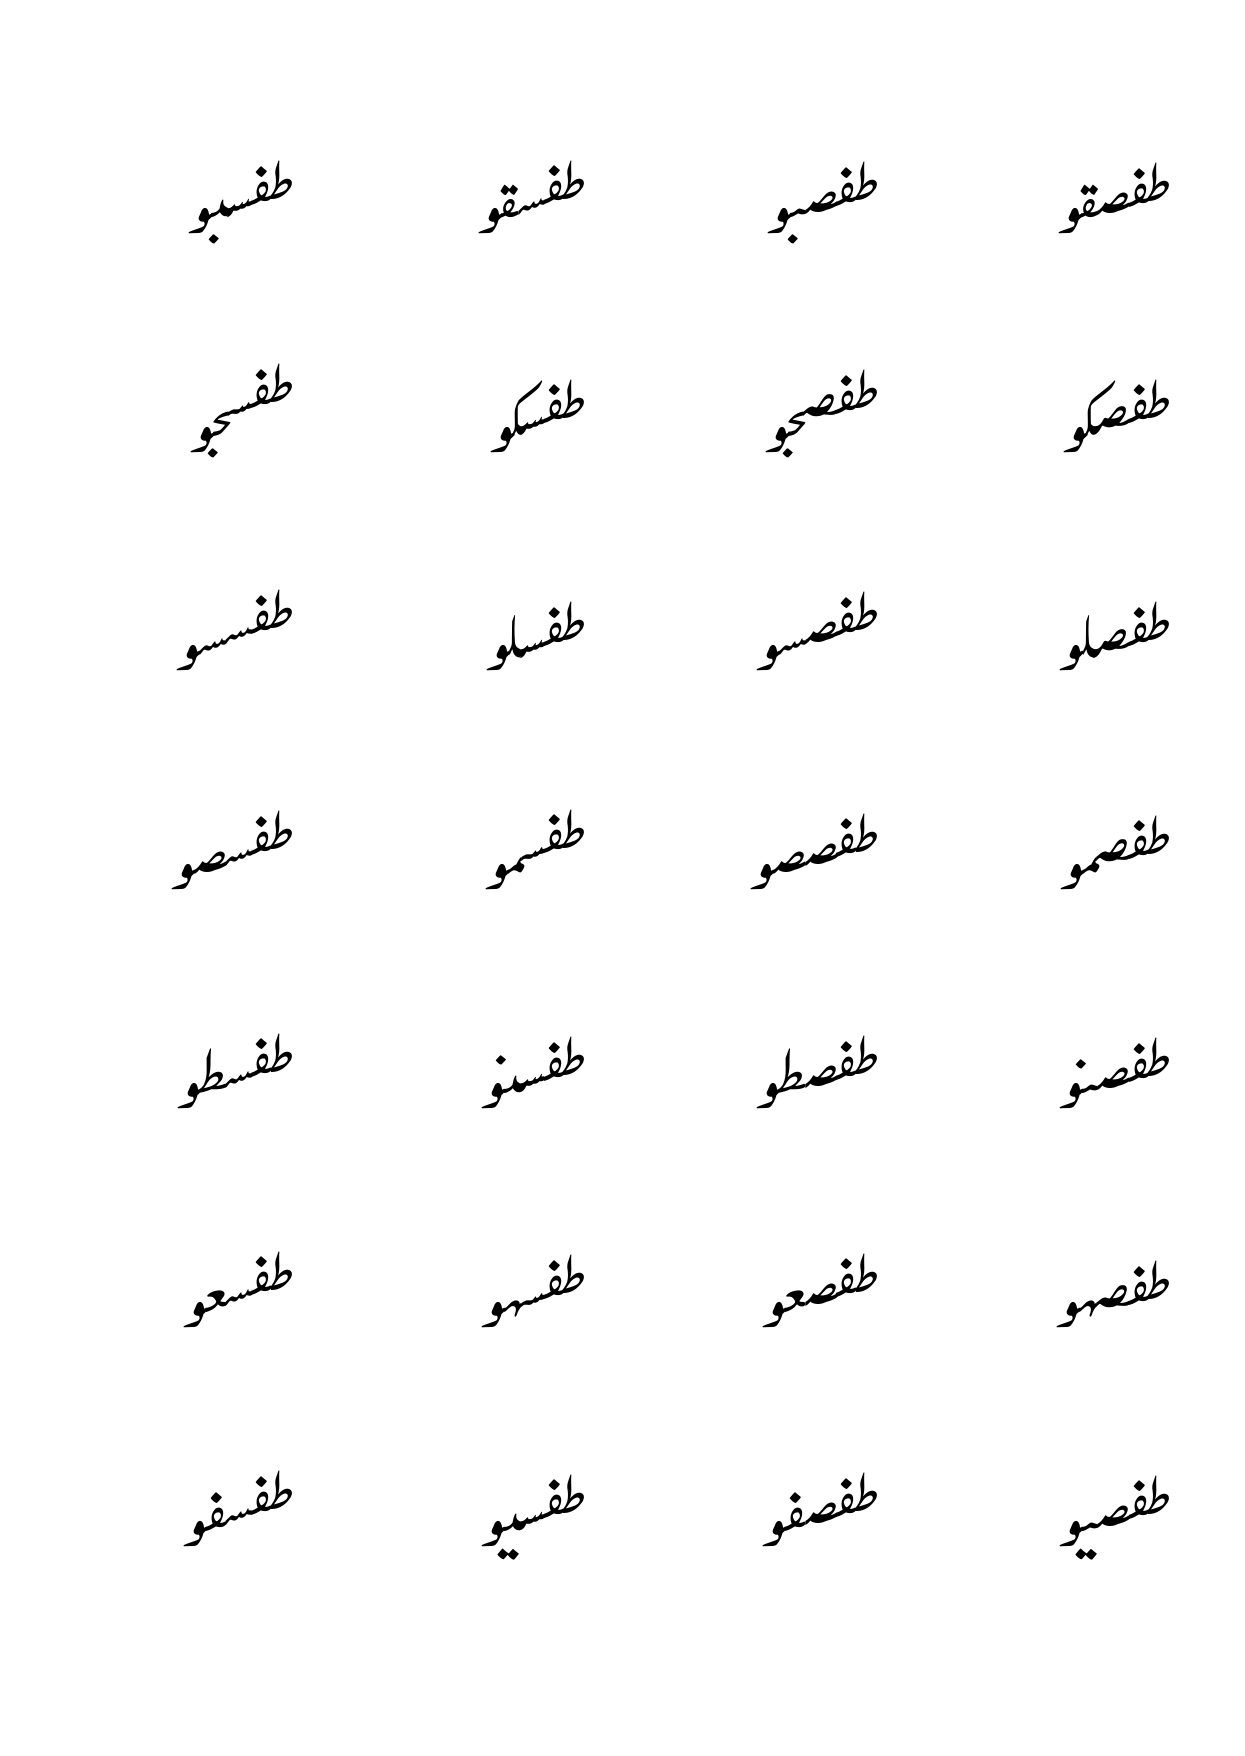 طفصقو طفصبو طفسقو طفسبو
طفصكو طفصجو طفسكو طفسجو
طفصلو طفصسو طفسلو طفسسو
طفصمو طفصصو طفسمو طفسصو
طفصنو طفصطو طفسنو طفسطو
طفصهو طفصعو طفسهو طفسعو
طفصيو طفصفو طفسيو طفسفو